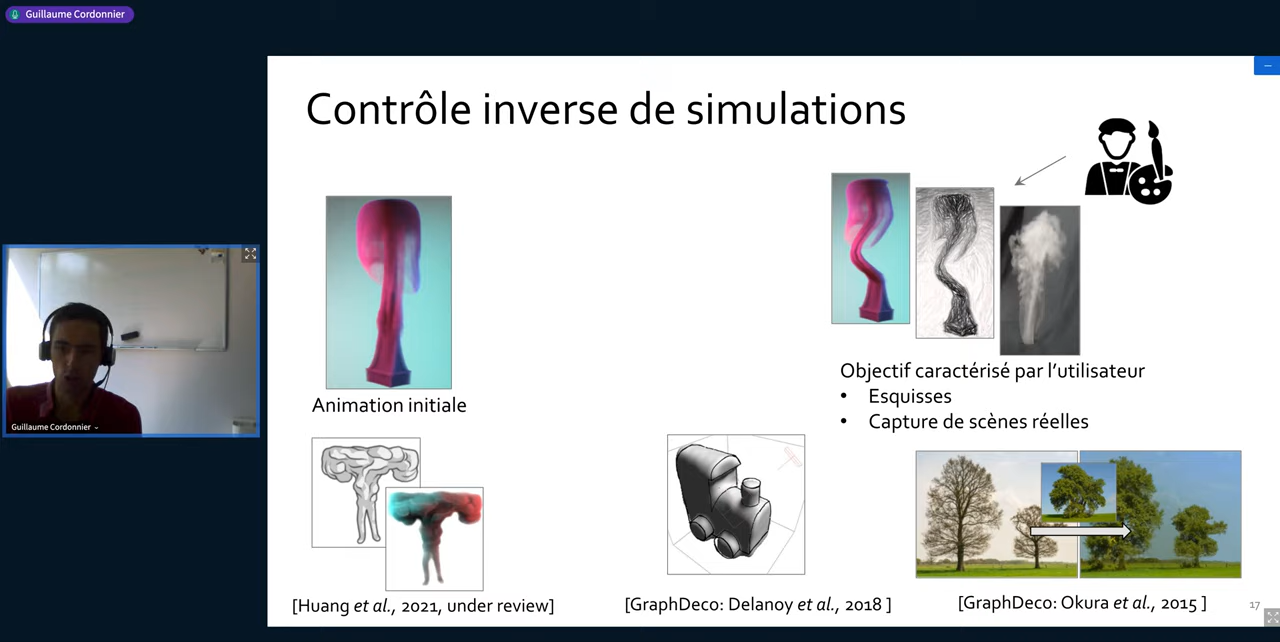 Guillaume Cordonnier
Contrôle inverse de simulations
Guillaume Cordonnier
Animation initiale
Objectif caractérisé par l'utilisateur
• Esquisses
• Capture de scènes réelles
[Huang et al., 2021, under review]
[GraphDeco: Delanoy et al., 2018 ]
[GraphDeco: Okura et al., 2015 ]
17